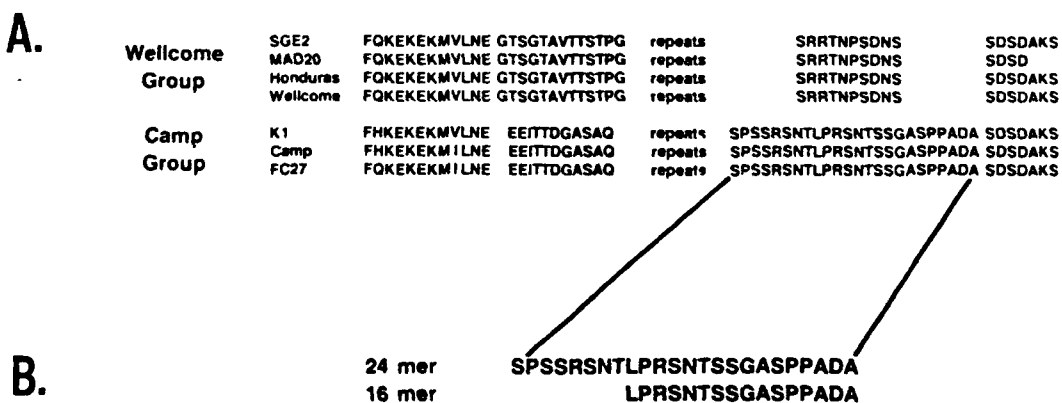 A.
Wellcome Group
SGE2 FQKEKEKMVLNE GTSGTAVTTSTPG repeats SRRTNPSDNS SDSDAKS
MAD20 FQKEKEKMVLNE GTSGTAVTTSTPG repeats SRRTNPSDNS SDSD
Honduras FQKEKEKMVLNE GTSGTAVTTSTPG repeats SRRTNPSDNS SDSDAKS
Wellcome FQKEKEKMVLNE GTSGTAVTTSTPG repeats SRRTNPSDNS SDSDAKS
Camp Group
K1 FHKEKEKMVLNE EEITTDGASAQ repeats SPSSRSNTLPRSNTSSGASPPADA SDSDAKS
Camp FHKEKEKMILNE EEITTDGASAQ repeats SPSSRSNTLPRSNTSSGASPPADA SDSDAKS
FC27 FQKEKEKMILNE EEITTDGASAQ repeats SPSSRSNTLPRSNTSSGASPPADA SDSDAKS
B.
24 mer SPSSRSNTLPRSNTSSGASPPADA
16 mer LPRSNTSSGASPPADA